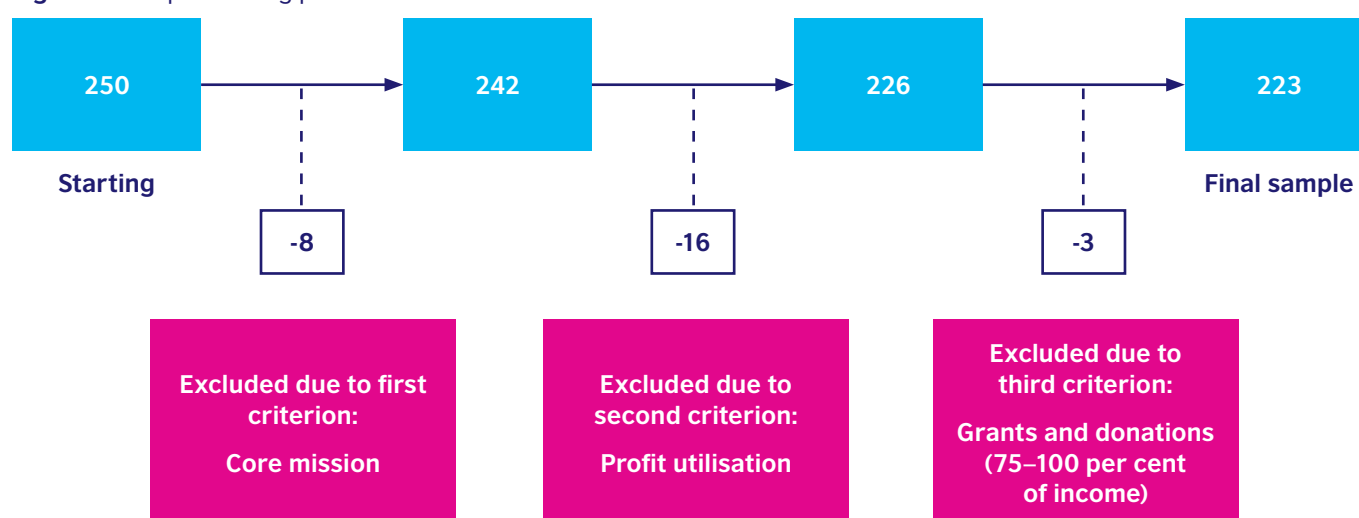 250
242
226
223
Starting
Final sample
-8
-16
-3
Excluded due to first
criterion:
Core mission
Excluded due to
second criterion:
Profit utilisation
Excluded due to
third criterion:
Grants and donations
(75–100 per cent
of income)